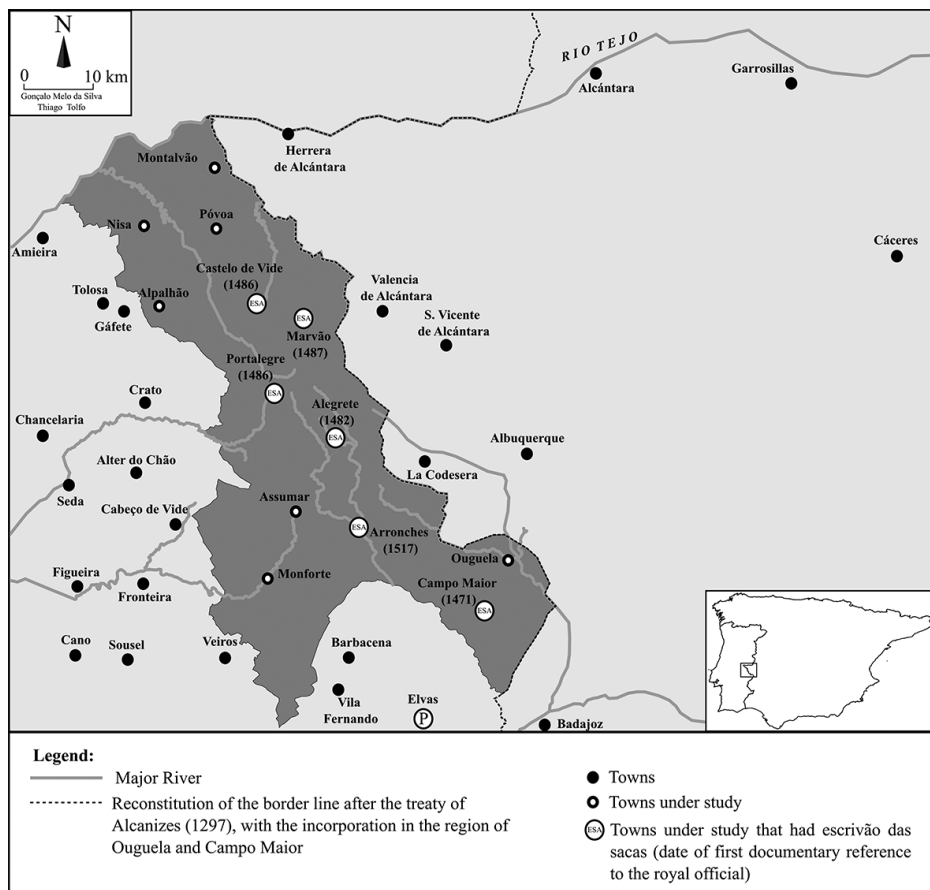 N
0 10 km
Gonçalo Melo da Silva
Thiago Tolfo
RIO TEJO
Alcántara
Garrosillas
Herrera
de Alcántara
Montalvão
Nisa
Póvoa
Amieira
Cáceres
Castelo de Vide
(1486)
ESA
Valencia
de Alcántara
Tolosa
Alpalhão
Gáfete
ESA
Marvão
(1487)
S. Vicente
de Alcántara
Portalegre
(1486)
ESA
Crato
Alegrete
(1482)
ESA
Chancelaria
Albuquerque
Alter do Chão
La Codesera
Seda
Assumar
Cabeço de Vide
ESA
Arronches
(1517)
Ouguela
Monforte
Figueira
Fronteira
Campo Maior
(1471)
ESA
Cano
Sousel
Veiros
Barbacena
Vila
Fernando
Elvas
P
Badajoz
Legend:
Major River
Reconstitution of the border line after the treaty of
Alcanizes (1297), with the incorporation in the region of
Ouguela and Campo Maior
Towns
Towns under study
ESA
Towns under study that had escrivão das
sacas (date of first documentary reference
to the royal official)